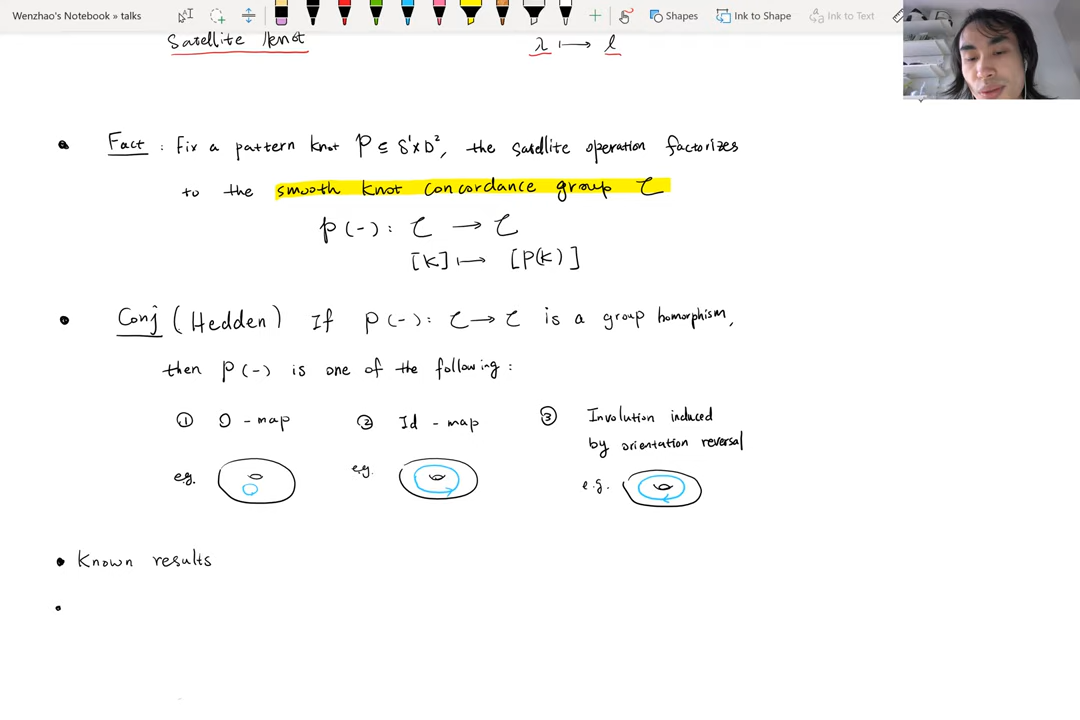 Wenzhao's Notebook » talks
Shapes
Ink to Shape
Ink to Text
Satellite knot
λ ⟼ l
Fact : Fix a pattern knot P ⊆ S¹×D², the satellite operation factorizes
to the smooth knot concordance group C
P(-) : C → C
[K] ⟼ [P(K)]
Conj (Hedden) If P(-) : C → C is a group homorphism,
then P(-) is one of the following :
① 0 - map
② Id - map
③ Involution induced
by orientation reversal
e.g.
e.g.
e.g.
• Known results
•